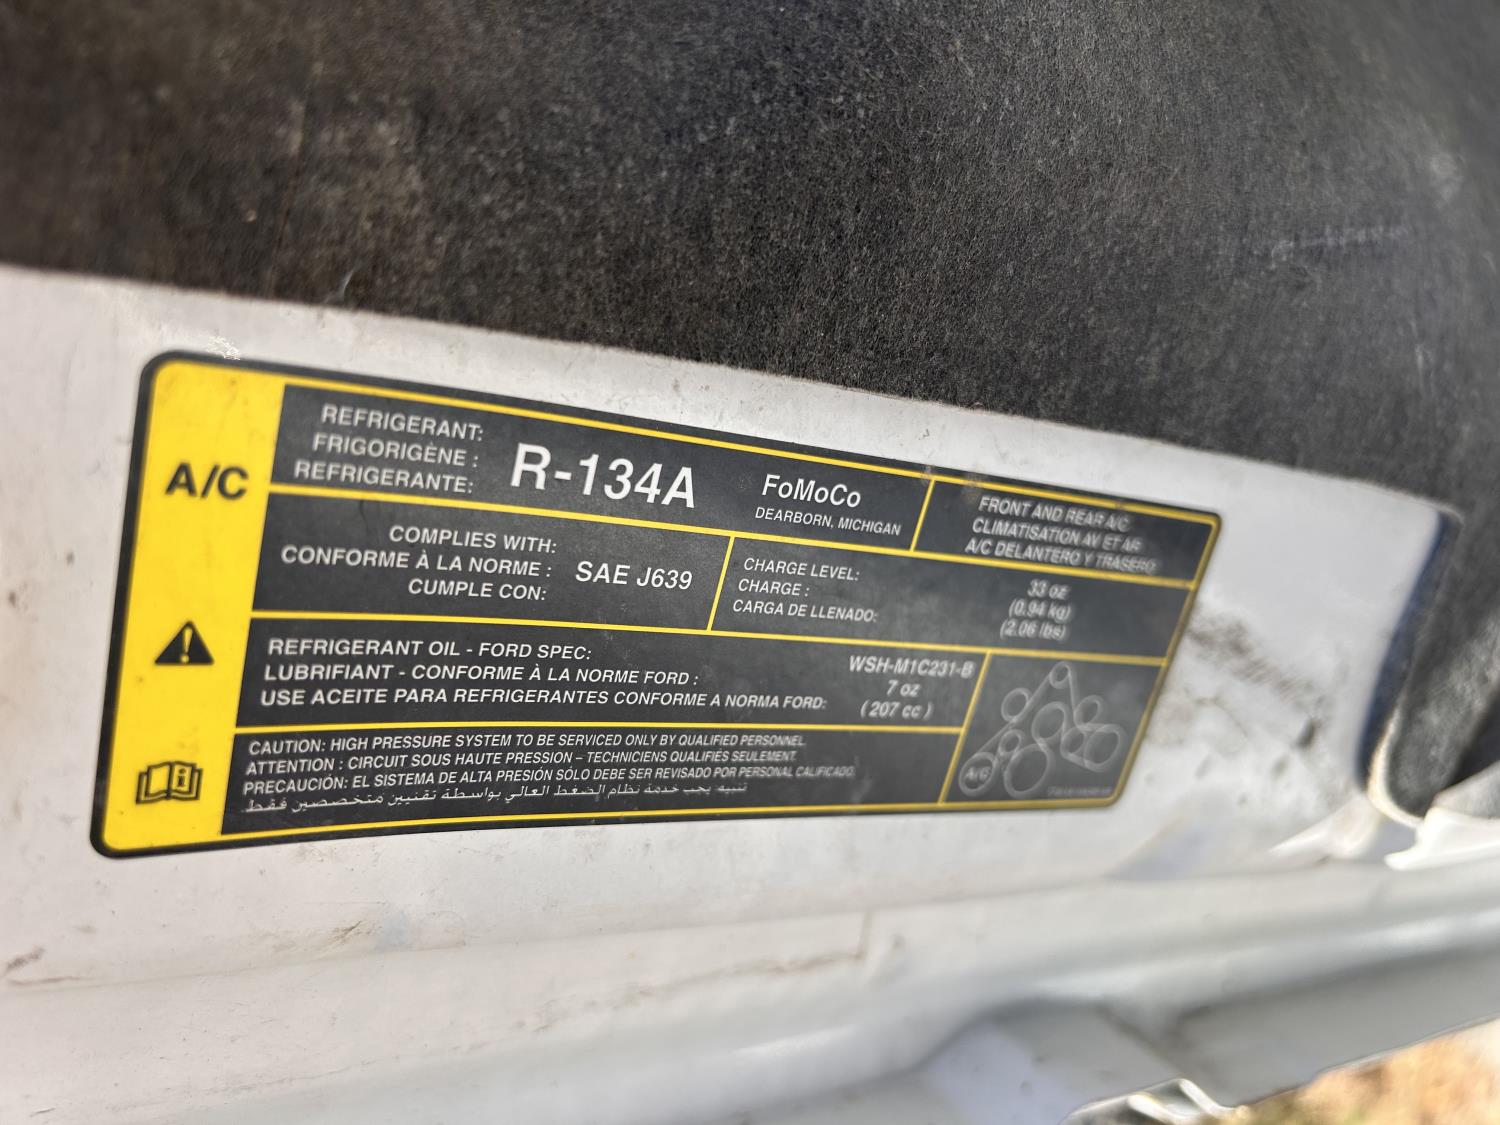 A/C
REFRIGERANT:
FRIGORIGÈNE :
REFRIGERANTE:
R-134A
FoMoCo
DEARBORN, MICHIGAN
FRONT AND REAR A/C
CLIMATISATION AV ET AR
A/C DELANTERO Y TRASERO
COMPLIES WITH:
CONFORME À LA NORME :
CUMPLE CON:
SAE J639
CHARGE LEVEL:
CHARGE :
CARGA DE LLENADO:
33 oz
(0.94 kg)
(2.06 lbs)
REFRIGERANT OIL - FORD SPEC:
LUBRIFIANT - CONFORME À LA NORME FORD :
USE ACEITE PARA REFRIGERANTES CONFORME A NORMA FORD:
WSH-M1C231-B
7 oz
( 207 cc )
CAUTION: HIGH PRESSURE SYSTEM TO BE SERVICED ONLY BY QUALIFIED PERSONNEL.
ATTENTION : CIRCUIT SOUS HAUTE PRESSION – TECHNICIENS QUALIFIÉS SEULEMENT.
PRECAUCIÓN: EL SISTEMA DE ALTA PRESIÓN SÓLO DEBE SER REVISADO POR PERSONAL CALIFICADO.
تنبيه يجب خدمة نظام الضغط العالي بواسطة تقنيين متخصصين فقط.
A/C